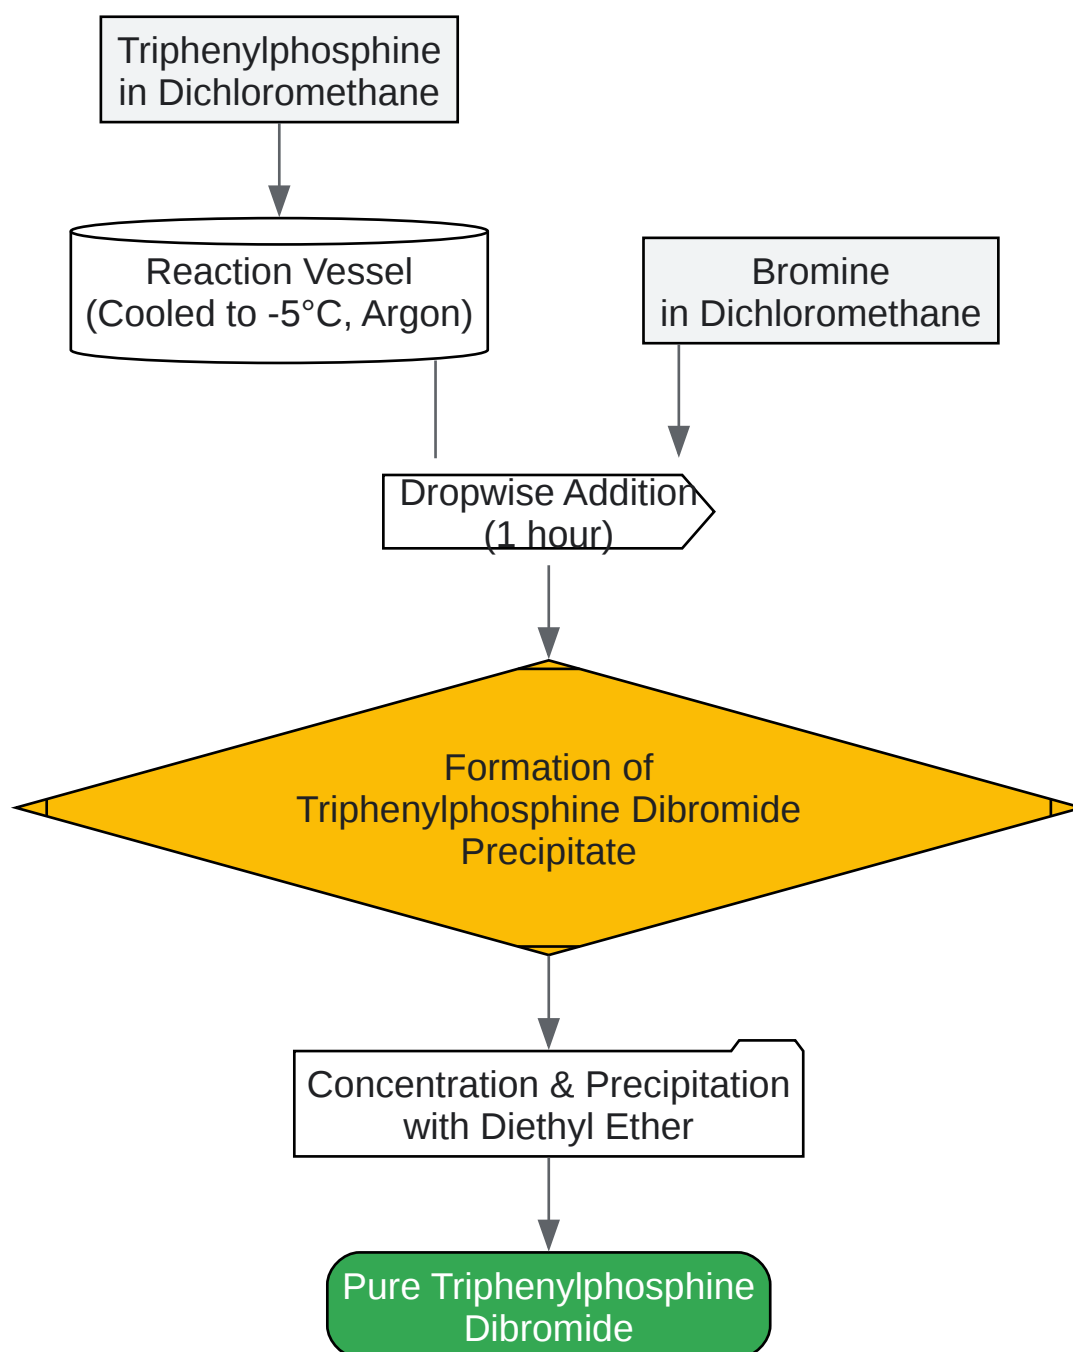 Triphenylphosphine
in Dichloromethane
Reaction Vessel
(Cooled to -5°C, Argon)
Bromine
in Dichloromethane
Dropwise Addition
(1 hour)
Formation of
Triphenylphosphine Dibromide
Precipitate
Concentration & Precipitation
with Diethyl Ether
Pure Triphenylphosphine
Dibromide